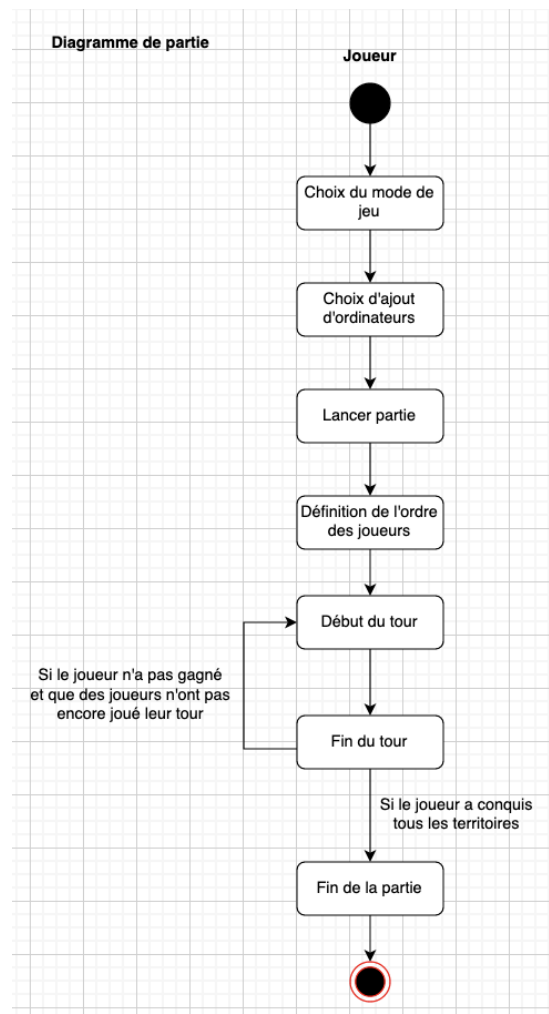 Diagramme de partie
Joueur
Choix du mode de
jeu
Choix d'ajout
d'ordinateurs
Lancer partie
Définition de l'ordre
des joueurs
Début du tour
Si le joueur n'a pas gagné
et que des joueurs n'ont pas
encore joué leur tour
Fin du tour
Si le joueur a conquis
tous les territoires
Fin de la partie